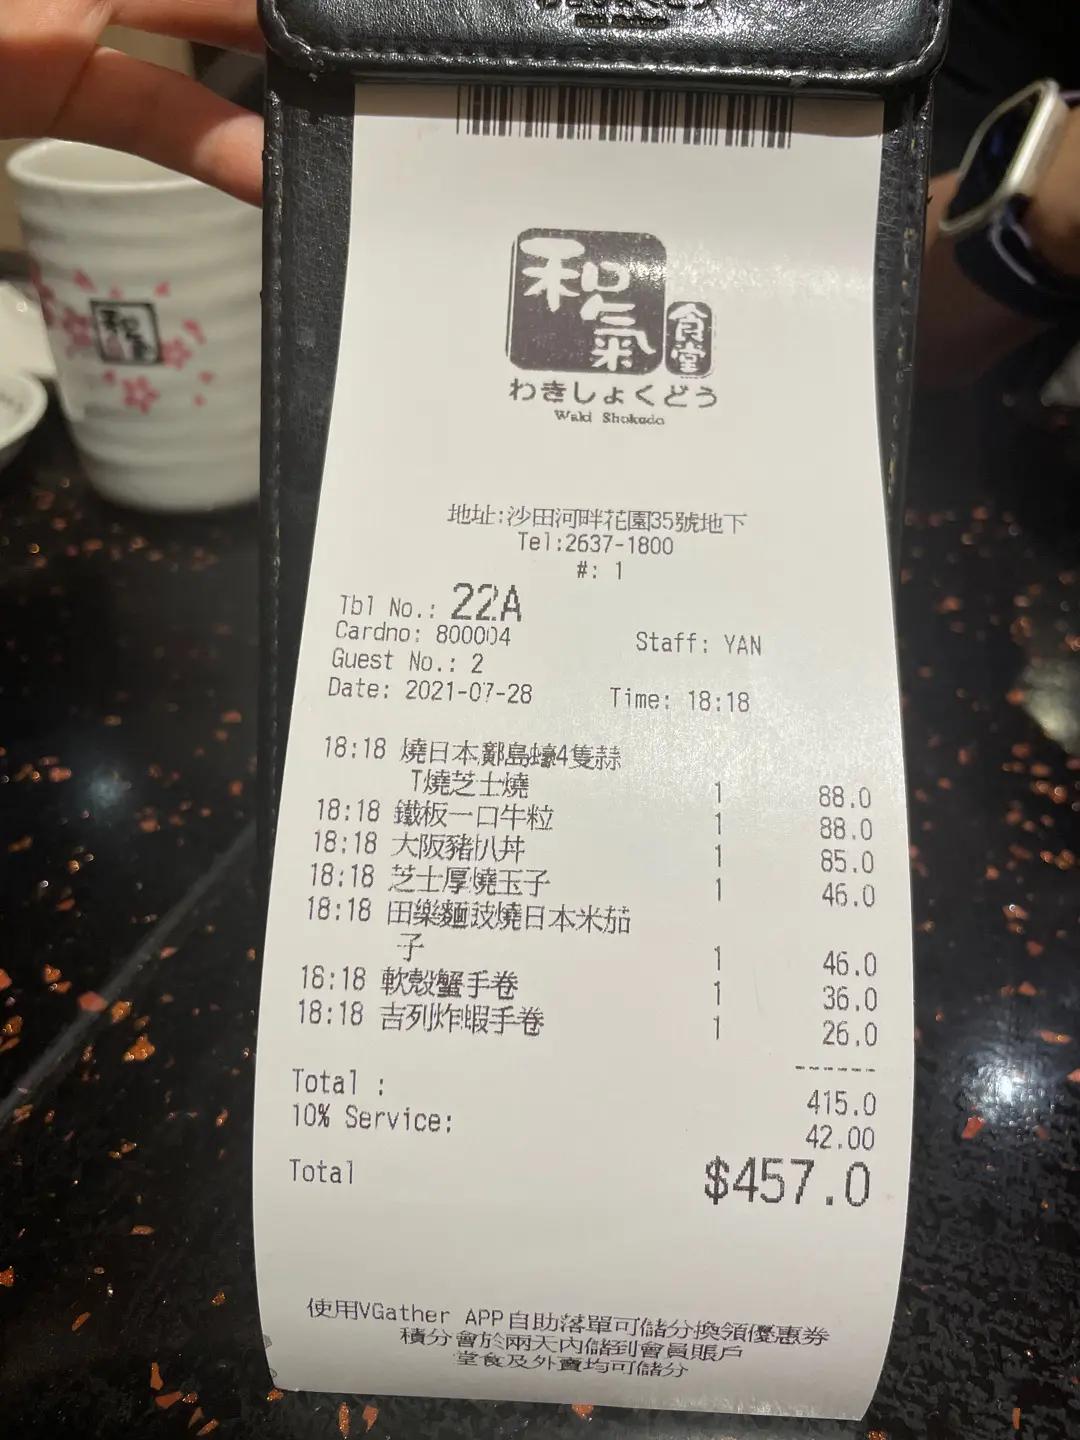 Waki Shokudo
和気
食堂
わきしょくどう
Waki Shokudo
和気
地址:沙田河畔花園35號地下
Tel:2637-1800
#: 1
Tbl No.: 22A
Cardno: 800004
Staff: YAN
Guest No.: 2
Date: 2021-07-28 Time: 18:18
18:18 燒日本鄺島蠔4隻蒜
T燒芝士燒 1 88.0
18:18 鐵板一口牛粒 1 88.0
18:18 大阪豬扒丼 1 85.0
18:18 芝士厚燒玉子 1 46.0
18:18 田樂麵豉燒日本米茄
子 1 46.0
18:18 軟殼蟹手卷 1 36.0
18:18 吉列炸蝦手卷 1 26.0
Total : 415.0
10% Service: 42.00
Total $457.0
使用VGather APP自助落單可儲分換領優惠券
積分會於兩天內儲到會員賬戶
堂食及外賣均可儲分